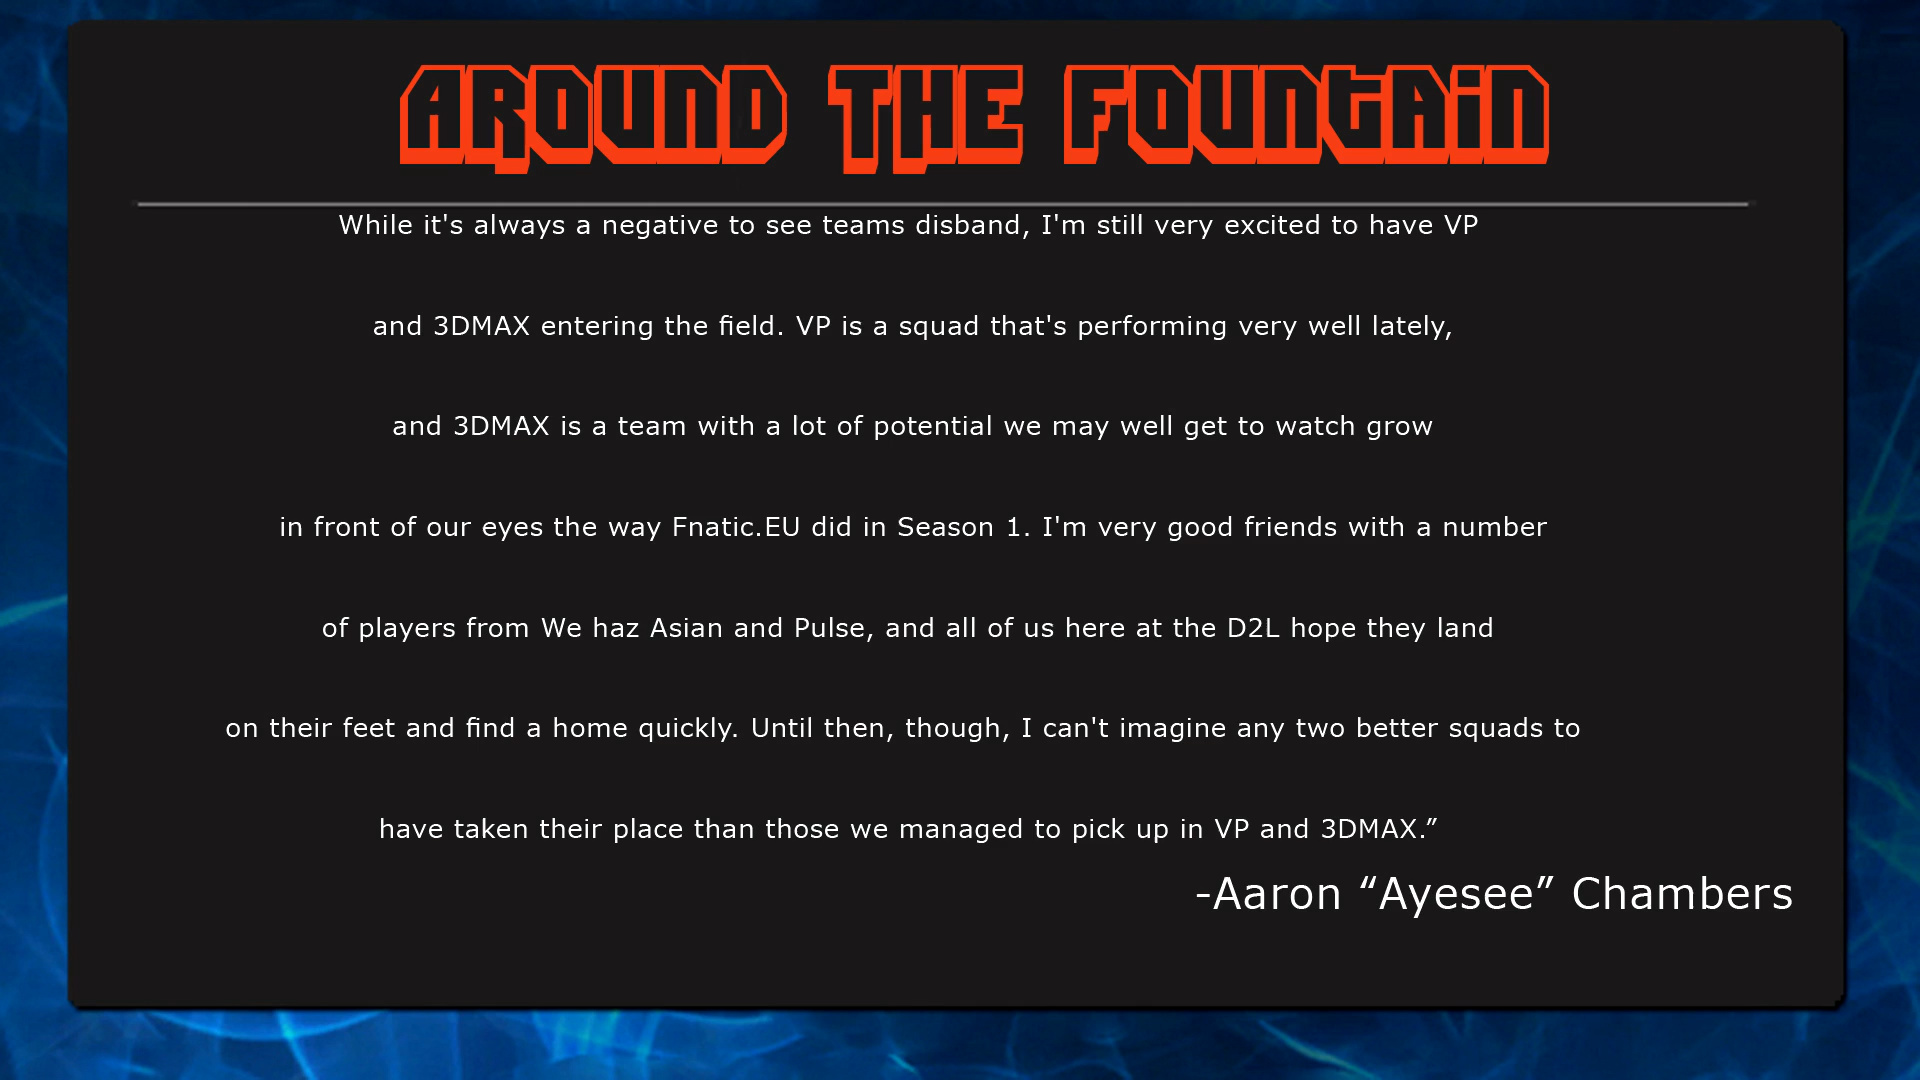 AROUND THE FOUNTAIN
While it's always a negative to see teams disband, I'm still very excited to have VP
and 3DMAX entering the field. VP is a squad that's performing very well lately,
and 3DMAX is a team with a lot of potential we may well get to watch grow
in front of our eyes the way Fnatic.EU did in Season 1. I'm very good friends with a number
of players from We haz Asian and Pulse, and all of us here at the D2L hope they land
on their feet and find a home quickly. Until then, though, I can't imagine any two better squads to
have taken their place than those we managed to pick up in VP and 3DMAX.”
-Aaron “Ayesee” Chambers